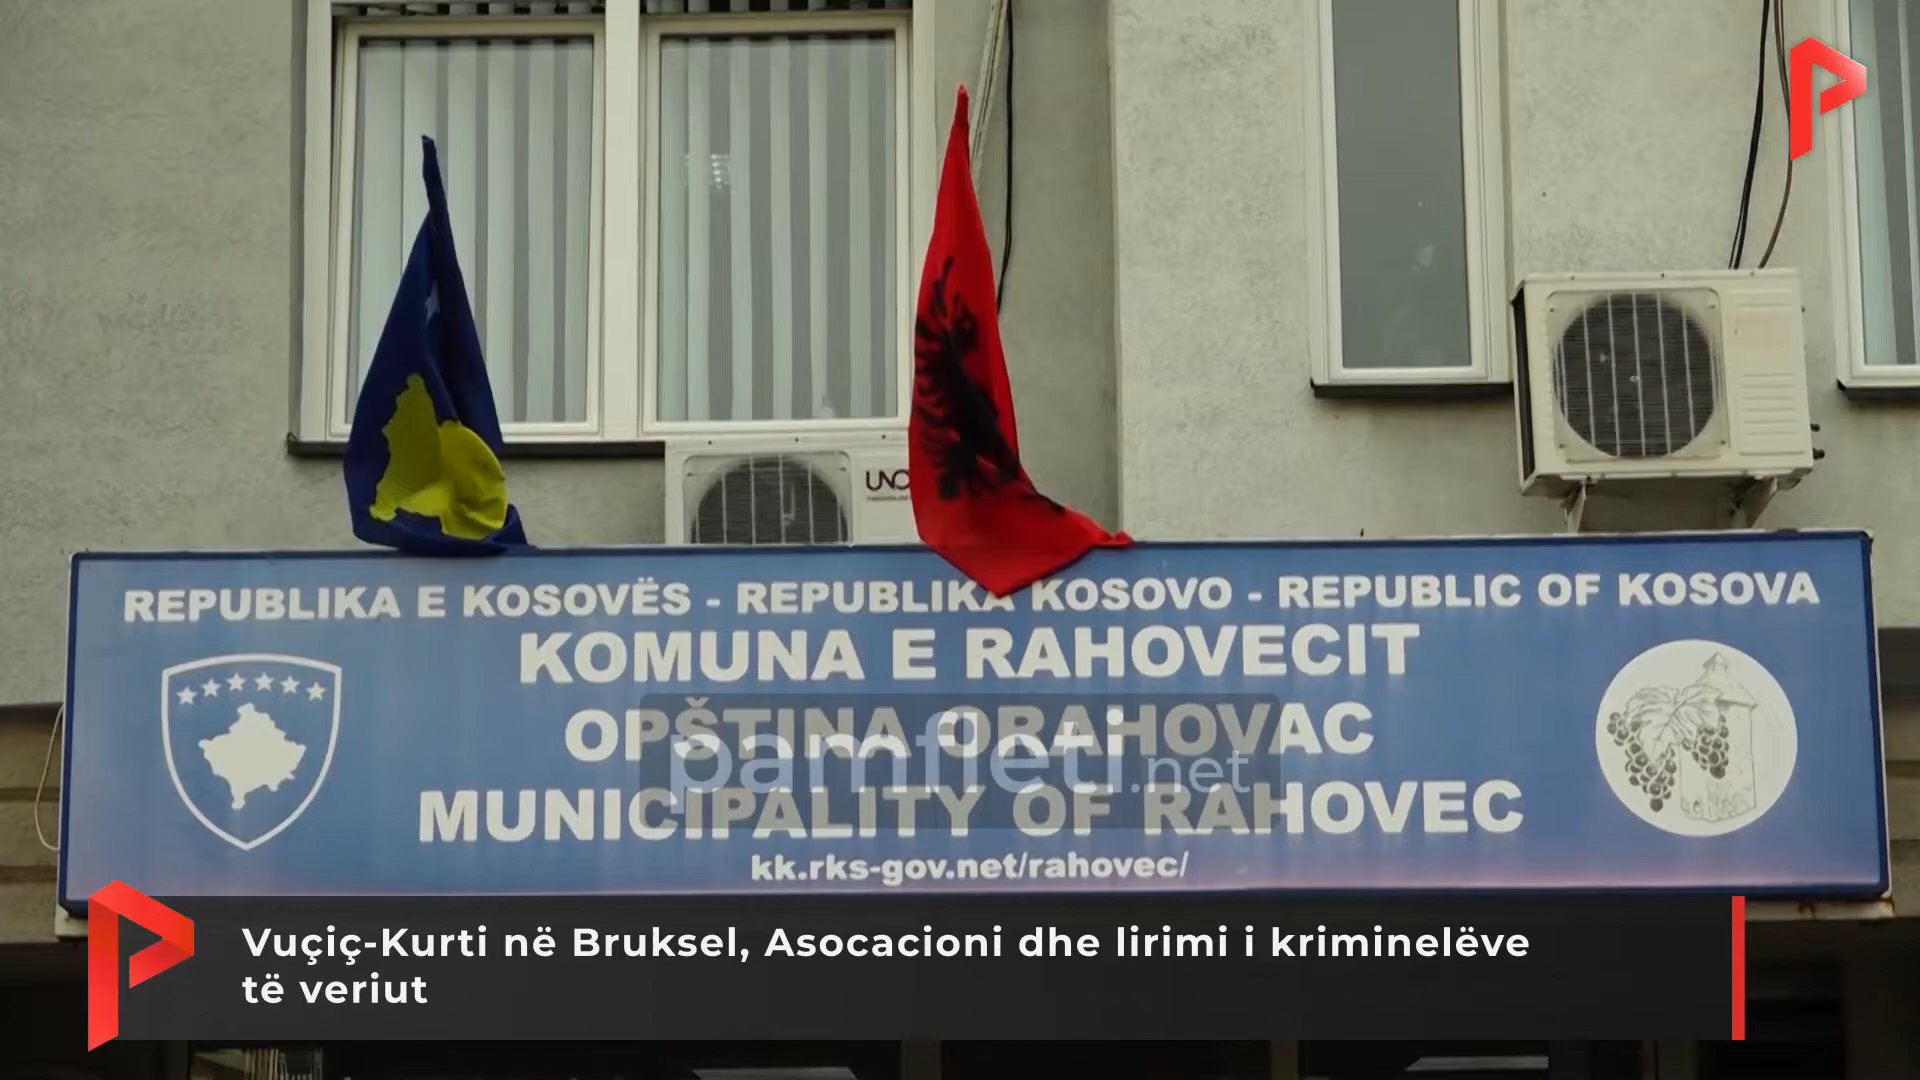 UNO
REPUBLIKA E KOSOVËS - REPUBLIKA KOSOVO - REPUBLIC OF KOSOVA
KOMUNA E RAHOVECIT
OPŠTINA ORAHOVAC
pamfleti.net
MUNICIPALITY OF RAHOVEC
kk.rks-gov.net/rahovec/
Vuçiç-Kurti në Bruksel, Asocacioni dhe lirimi i kriminelëve
të veriut